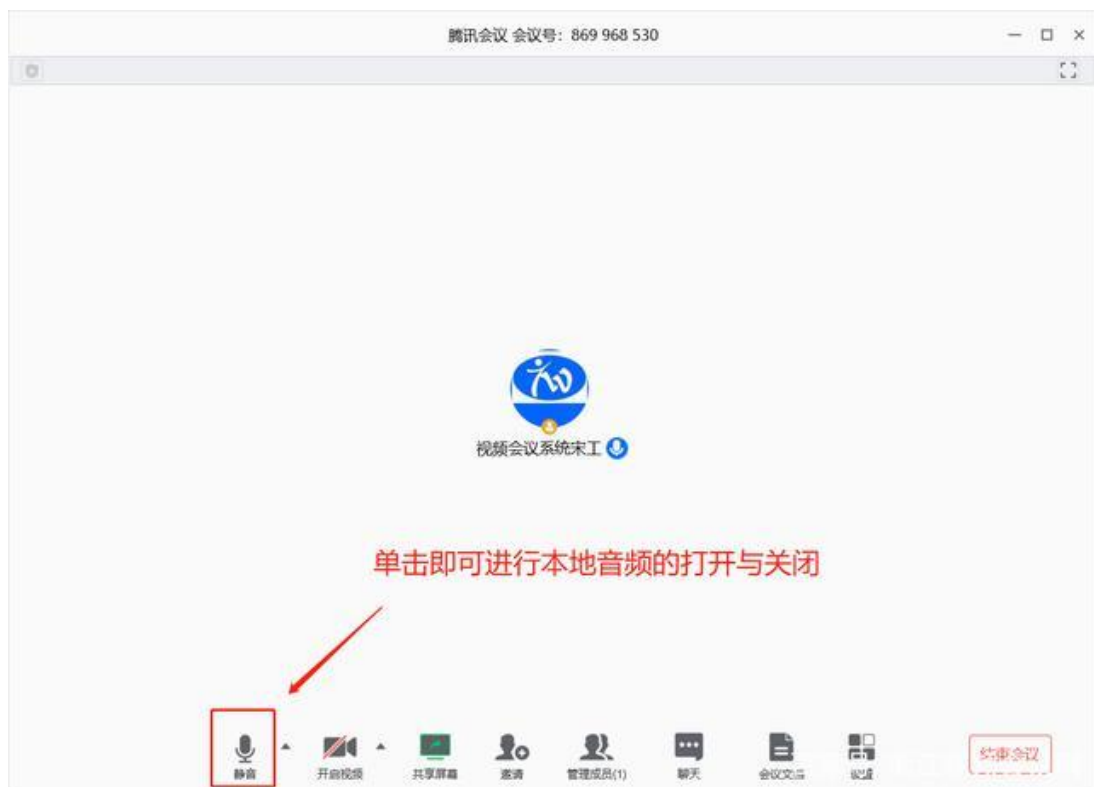 腾讯会议 会议号：869 968 530
视频会议系统宋工
单击即可进行本地音频的打开与关闭
静音
开启视频
共享屏幕
邀请
管理成员(1)
聊天
会议文档
设置
结束会议